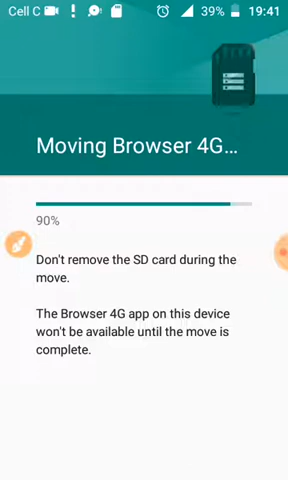 Cell C 39% 19:41
Moving Browser 4G...
90%
Don't remove the SD card during the
move.
The Browser 4G app on this device
won't be available until the move is
complete.